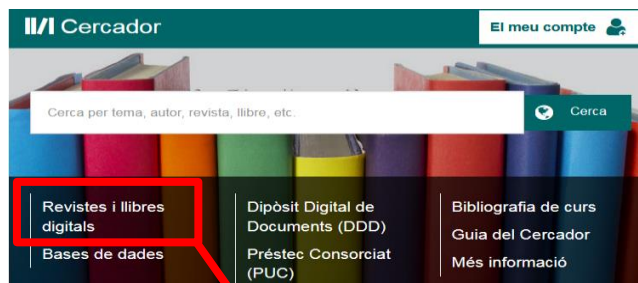 Cercador
El meu compte
Cerca per tema, autor, revista, llibre, etc.
Cerca
Revistes i llibres
digitals
Bases de dades
Dipòsit Digital de
Documents (DDD)
Préstec Consorciat
(PUC)
Bibliografia de curs
Guia del Cercador
Més informació